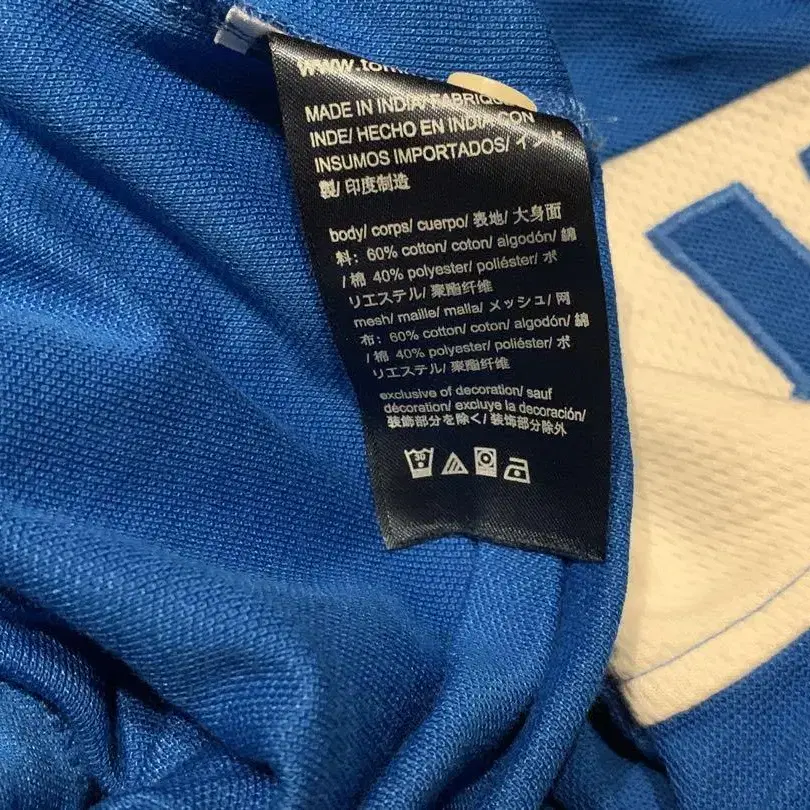 www.tom
MADE IN INDIA/ FABRIQU
INDE/ HECHO EN INDIA CON
INSUMOS IMPORTADOS/ インド
製/ 印度制造
body/ corps/ cuerpo/ 表地/ 大身面
料: 60% cotton/ coton/ algodón/ 綿
/ 棉 40% polyester/ poliéster/ ポ
リエステル/ 聚酯纤维
mesh/ maille/ malla/ メッシュ/ 网
布: 60% cotton/ coton/ algodón/ 綿
/ 棉 40% polyester/ poliéster/ ポ
リエステル/ 聚酯纤维
exclusive of decoration/ sauf
décoration/ excluye la decoración/
装飾部分を除く/ 装饰部分除外
30